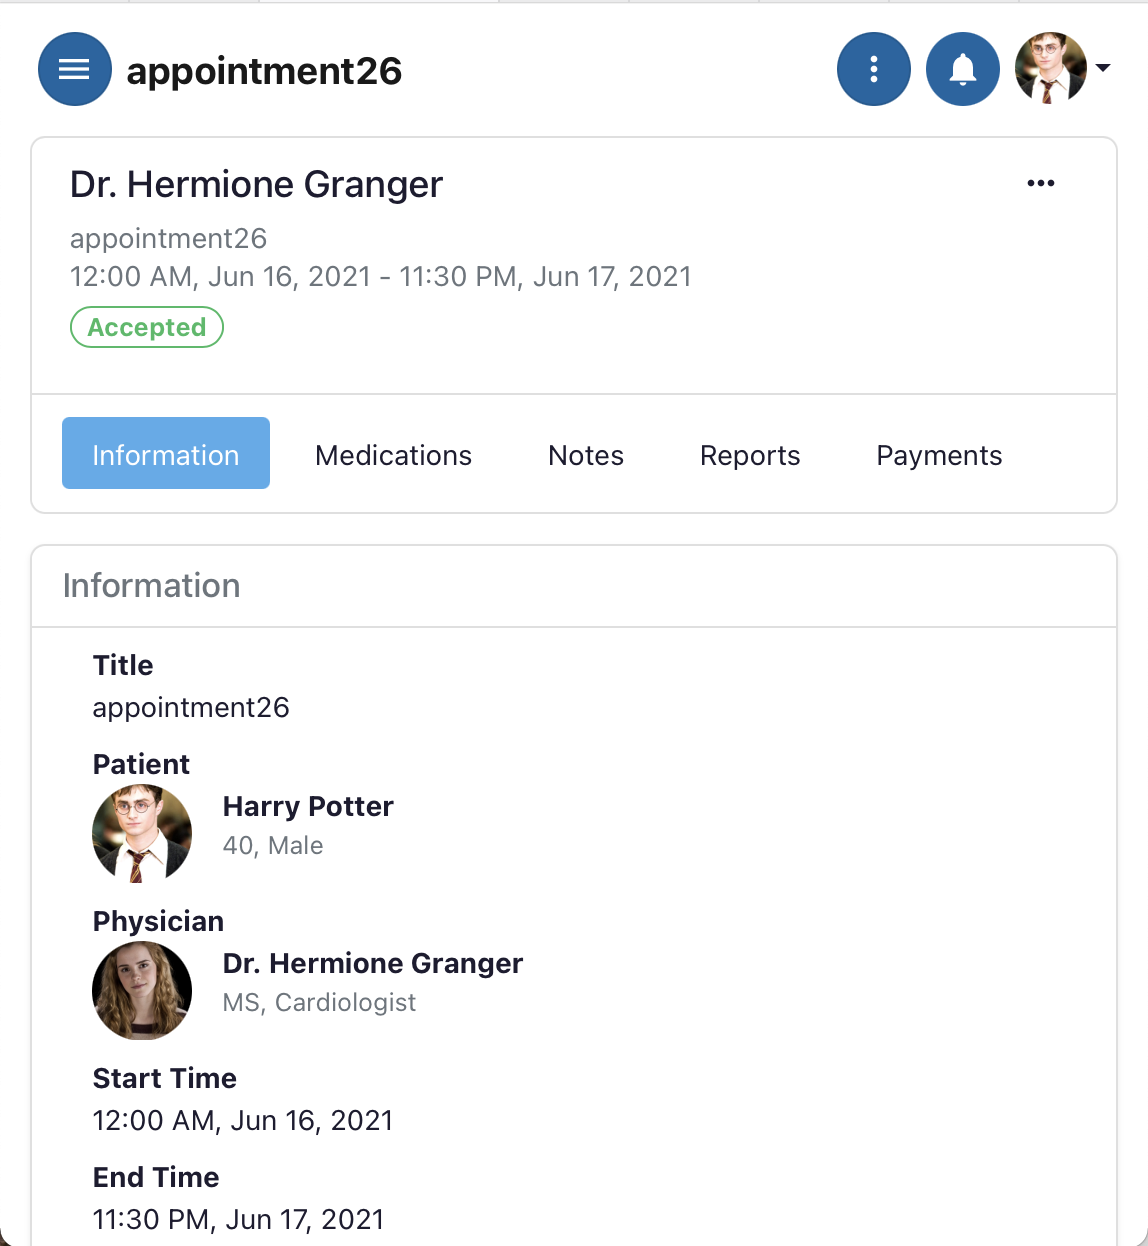 appointment26
Dr. Hermione Granger
appointment26
12:00 AM, Jun 16, 2021 - 11:30 PM, Jun 17, 2021
Accepted
Information Medications Notes Reports Payments
Information
Title
appointment26
Patient
Harry Potter
40, Male
Physician
Dr. Hermione Granger
MS, Cardiologist
Start Time
12:00 AM, Jun 16, 2021
End Time
11:30 PM, Jun 17, 2021